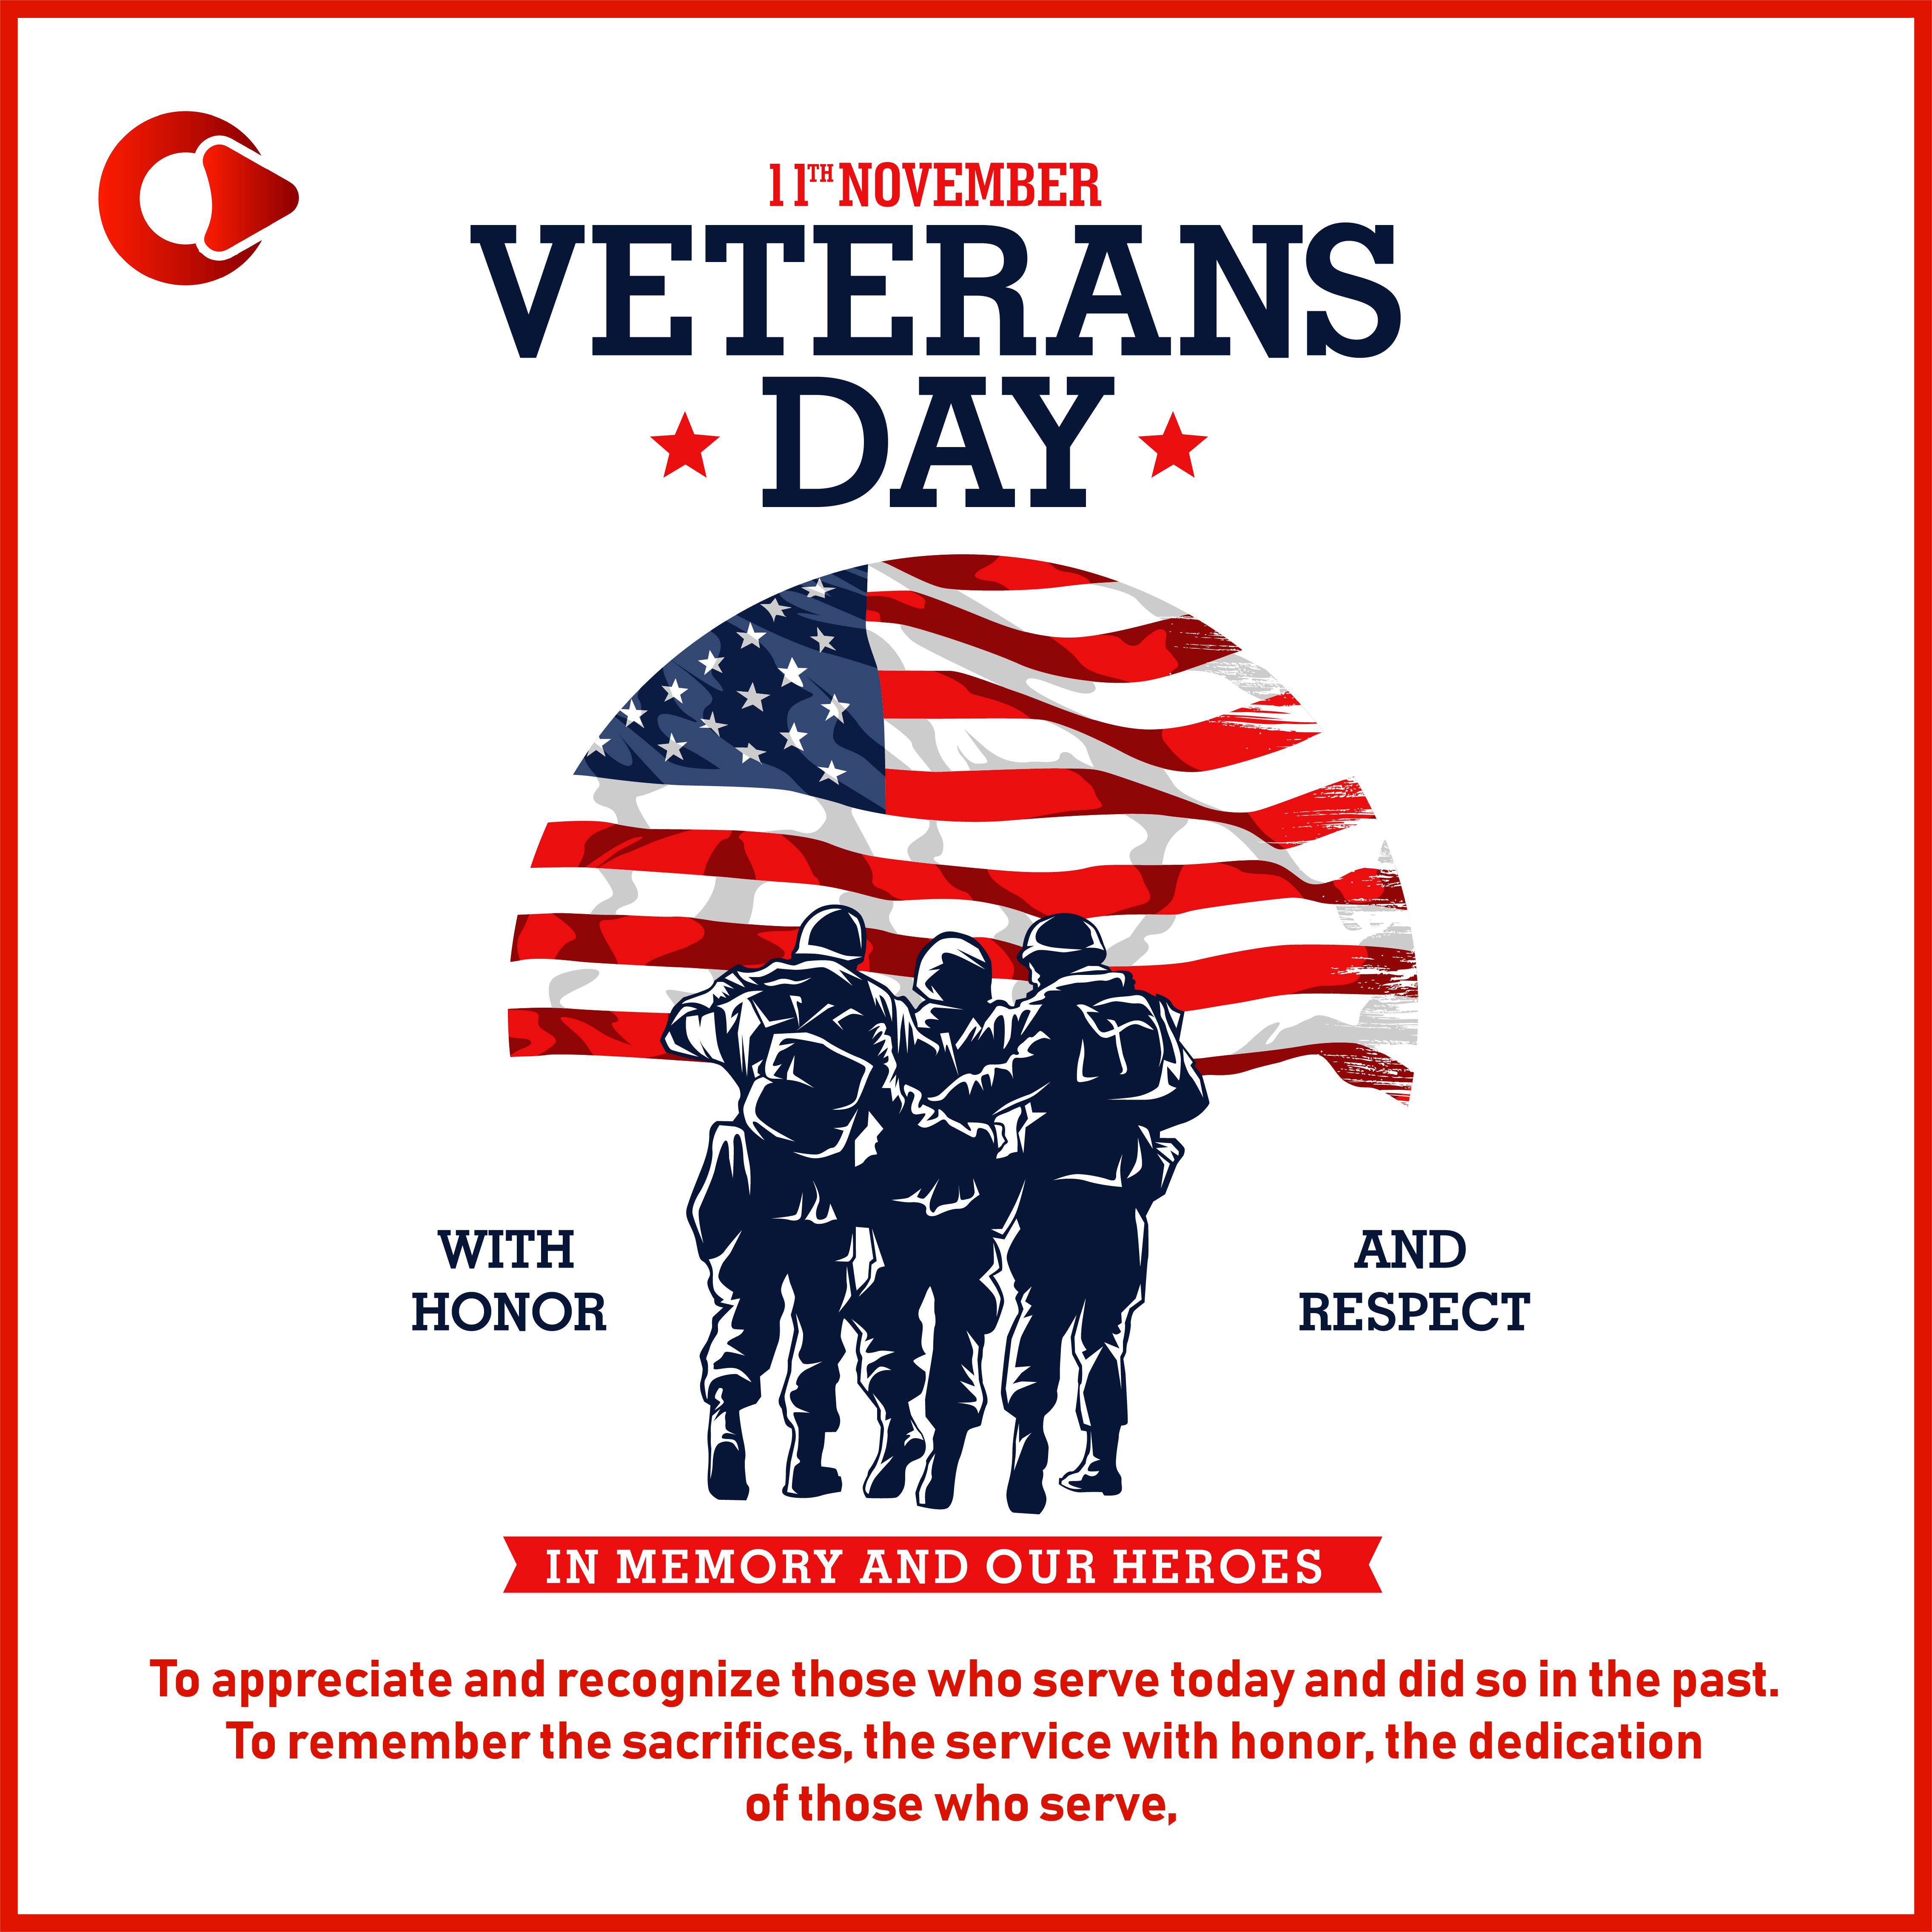 11TH NOVEMBER
VETERANS
DAY
WITH
HONOR
AND
RESPECT
IN MEMORY AND OUR HEROES
To appreciate and recognize those who serve today and did so in the past.
To remember the sacrifices, the service with honor, the dedication
of those who serve,